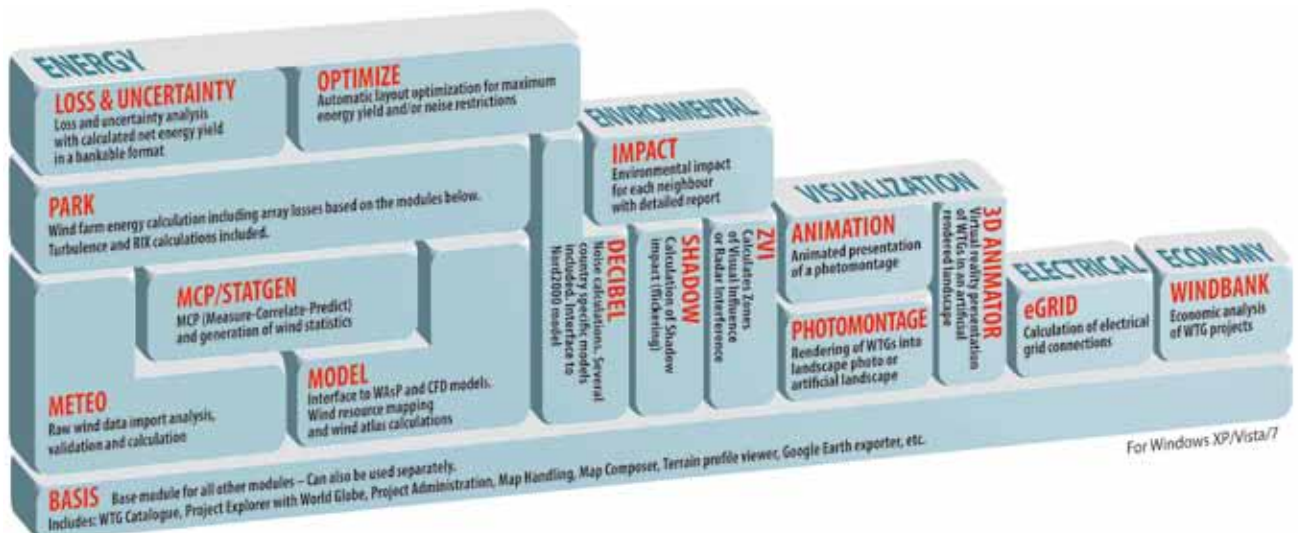 ENERGY
LOSS & UNCERTAINTY
Loss and uncertainty analysis
with calculated net energy yield
in a bankable format
OPTIMIZE
Automatic layout optimization for maximum
energy yield and/or noise restrictions
PARK
Wind farm energy calculation including array losses based on the modules below.
Turbulence and RIX calculations included.
MCP/STATGEN
MCP (Measure-Correlate-Predict)
and generation of wind statistics
METEO
Raw wind data import analysis,
validation and calculation
MODEL
Interface to WAsP and CFD models.
Wind resource mapping
and wind atlas calculations
ENVIRONMENTAL
IMPACT
Environmental impact
for each neighbour
with detailed report
DECIBEL
Noise calculations. Several
country specific models
included. Interface to
Nord2000 model
SHADOW
Calculation of Shadow
impact (flickering)
ZVI
Calculates Zones
of Visual Influence
or Radar Interference
VISUALIZATION
ANIMATION
Animated presentation
of a photomontage
PHOTOMONTAGE
Rendering of WTGs into
landscape photo or
artificial landscape
3D ANIMATOR
Virtual reality presentation
of WTGs in an artificial
rendered landscape
ELECTRICAL
eGRID
Calculation of electrical
grid connections
ECONOMY
WINDBANK
Economic analysis
of WTG projects
BASIS Base module for all other modules – Can also be used separately.
Includes: WTG Catalogue, Project Explorer with World Globe, Project Administration, Map Handling, Map Composer, Terrain profile viewer, Google Earth exporter, etc.
For Windows XP/Vista/7